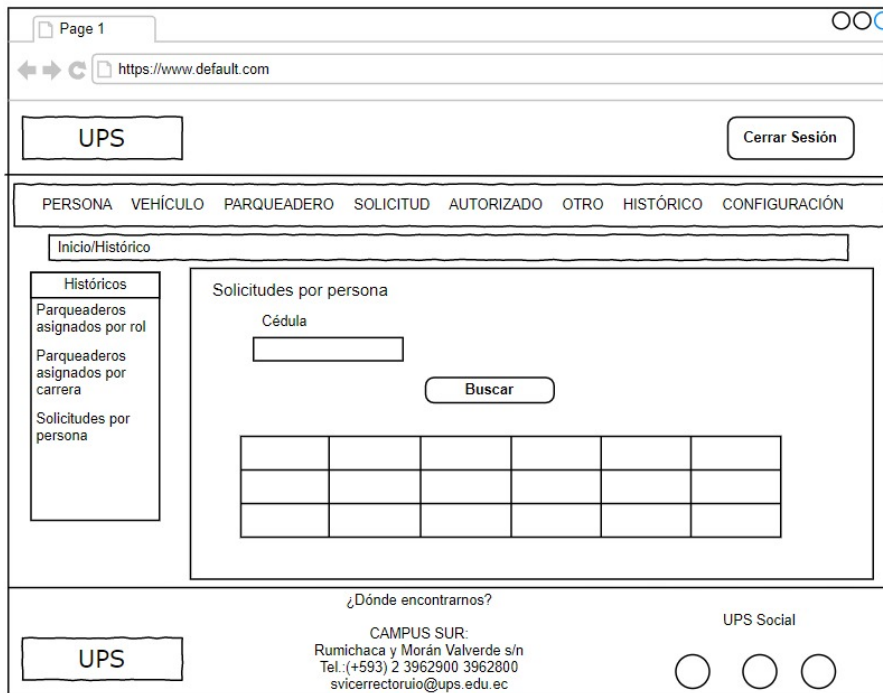 Page 1
https://www.default.com
UPS
Cerrar Sesión
PERSONA VEHÍCULO PARQUEADERO SOLICITUD AUTORIZADO OTRO HISTÓRICO CONFIGURACIÓN
Inicio/Histórico
Históricos
Parqueaderos
asignados por rol
Parqueaderos
asignados por
carrera
Solicitudes por
persona
Solicitudes por persona
Cédula
Buscar
UPS
¿Dónde encontrarnos?
CAMPUS SUR:
Rumichaca y Morán Valverde s/n
Tel.:(+593) 2 3962900 3962800
svicerrectoruio@ups.edu.ec
UPS Social